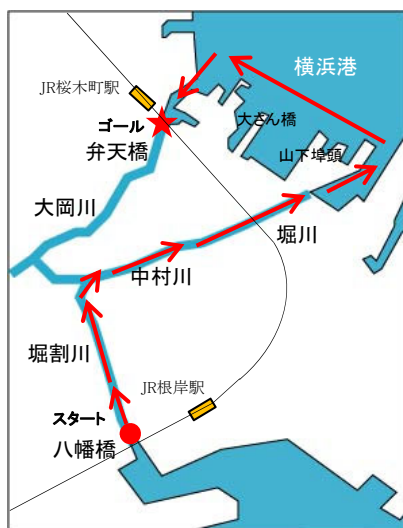 横浜港
JR桜木町駅
大さん橋
ゴール
弁天橋
山下埠頭
大岡川
堀川
中村川
堀割川
JR根岸駅
スタート
八幡橋